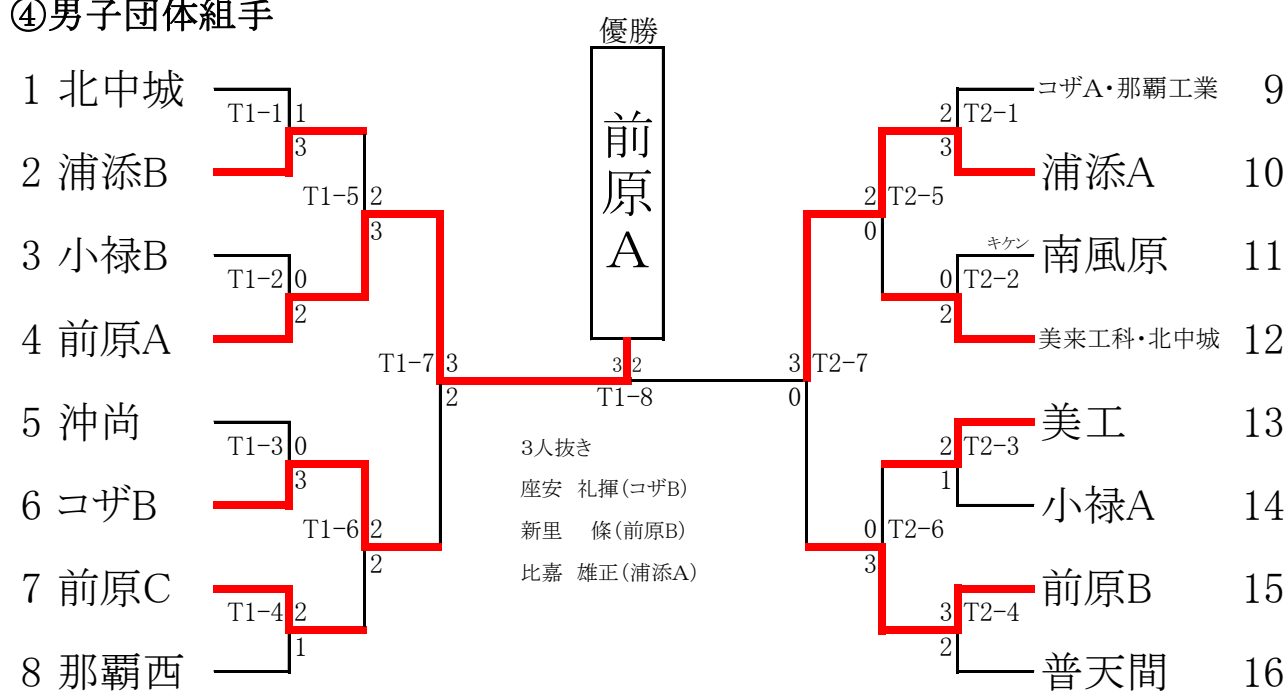 ④男子団体組手
優勝
前原A
1 北中城
T1-1 1
3
2 浦添B
T1-5 2
3
3 小禄B
T1-2 0
2
4 前原A
T1-7 3
2
5 沖尚
T1-3 0
3
6 コザB
T1-6 2
2
7 前原C
T1-4 2
1
8 那覇西
3 2
T1-8
3人抜き
座安 礼揮(コザB)
新里 條(前原B)
比嘉 雄正(浦添A)
コザA・那覇工業 9
2 T2-1
3
浦添A 10
2 T2-5
0
キケン 南風原 11
0 T2-2
2
美来工科・北中城 12
3 T2-7
0
美工 13
2 T2-3
1
小禄A 14
0 T2-6
3
前原B 15
3 T2-4
2
普天間 16